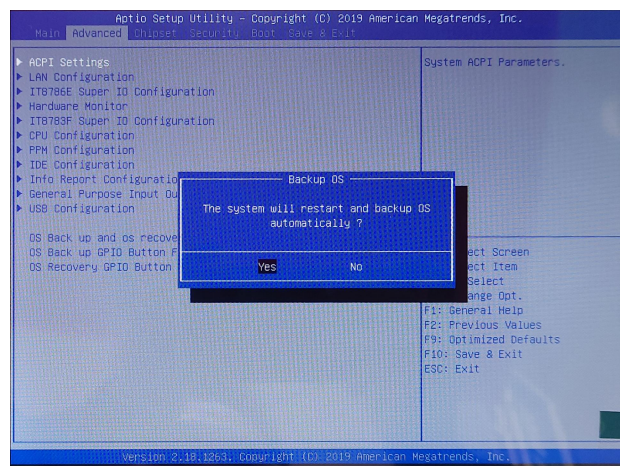 Aptio Setup Utility – Copyright (C) 2019 American Megatrends, Inc.
Main Advanced Chipset Security Boot Save & Exit
ACPI Settings
LAN Configuration
IT8786E Super IO Configuration
Hardware Monitor
IT8783F Super IO Configuration
CPU Configuration
PPM Configuration
IDE Configuration
Info Report Configuratio
General Purpose Input Ou
USB Configuration
OS Back up and os recove
OS Back up GPIO Button F
OS Recovery GPIO Button
System ACPI Parameters.
Backup OS
The system will restart and backup OS
automatically ?
Yes No
ect Screen
ect Item
Select
ange Opt.
F1: General Help
F2: Previous Values
F9: Optimized Defaults
F10: Save & Exit
ESC: Exit
Version 2.18.1263. Copyright (C) 2019 American Megatrends, Inc.